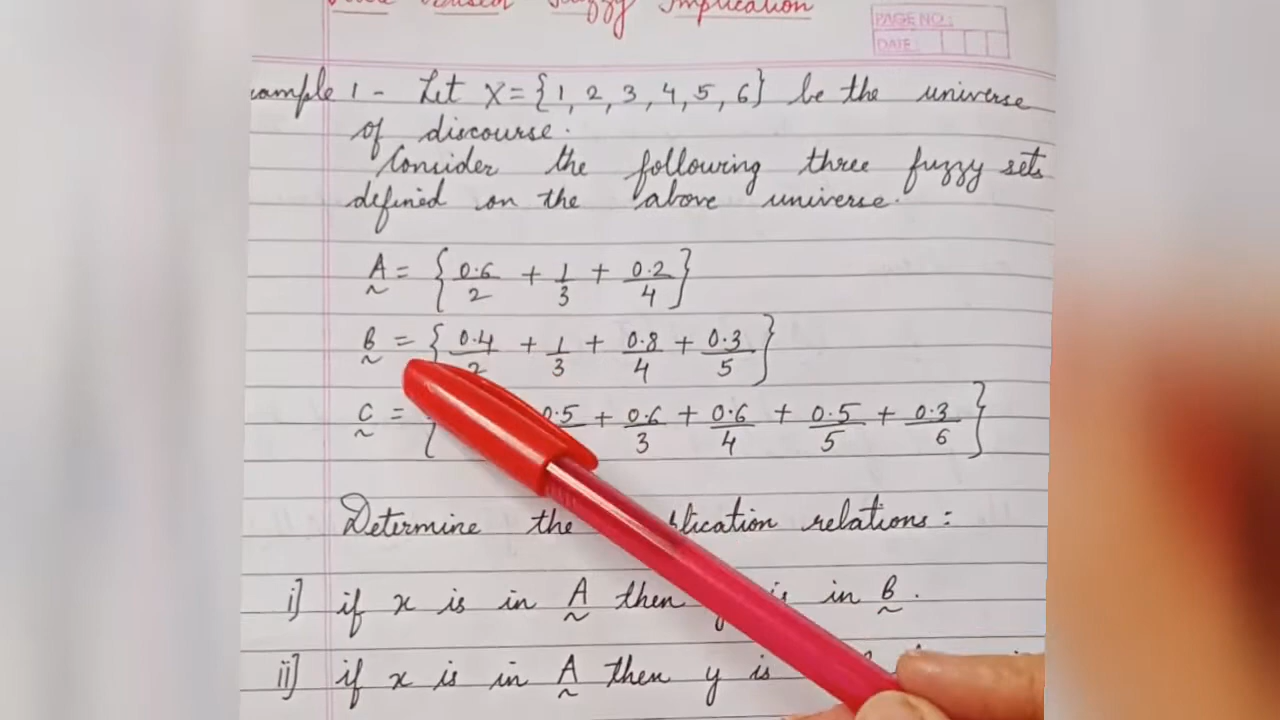 Fuzzy Implication
PAGE NO.:
DATE:
Example 1 - Let X = {1, 2, 3, 4, 5, 6} be the universe
of discourse.
Consider the following three fuzzy sets
defined on the above universe.
A = {0.6/2 + 1/3 + 0.2/4}
B = {0.4/2 + 1/3 + 0.8/4 + 0.3/5}
C = { 0.5 + 0.6/3 + 0.6/4 + 0.5/5 + 0.3/6}
Determine the relations:
i] if x is in A then is in B.
ii] if x is in A then y is